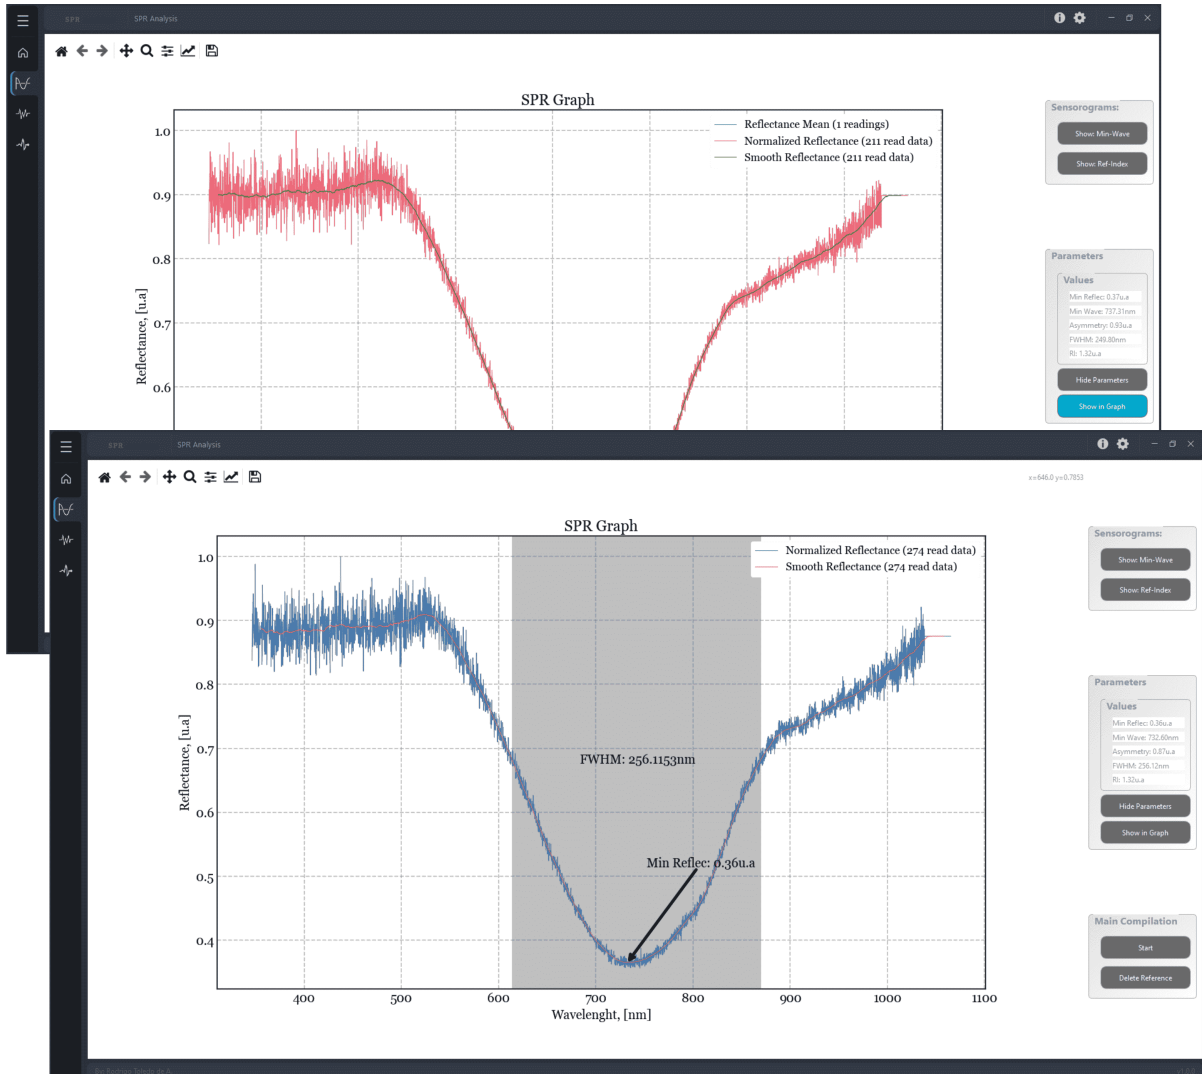 SPR
SPR Analysis
SPR Graph
Reflectance Mean (1 readings)
Normalized Reflectance (211 read data)
Smooth Reflectance (211 read data)
1.0
0.9
0.8
0.7
0.6
Reflectance, [u.a]
Sensorograms:
Show: Min-Wave
Show: Ref-Index
Parameters
Values
Min Reflec: 0.37u.a
Min Wave: 737.31nm
Asymmetry: 0.93u.a
FWHM: 249.80nm
RI: 1.32u.a
Hide Parameters
Show in Graph
SPR
SPR Analysis
x=646.0 y=0.7853
SPR Graph
Normalized Reflectance (274 read data)
Smooth Reflectance (274 read data)
1.0
0.9
0.8
0.7
0.6
0.5
0.4
Reflectance, [u.a]
FWHM: 256.1153nm
Min Reflec: 0.36u.a
400 500 600 700 800 900 1000 1100
Wavelenght, [nm]
Sensorograms:
Show: Min-Wave
Show: Ref-Index
Parameters
Values
Min Reflec: 0.36u.a
Min Wave: 732.60nm
Asymmetry: 0.87u.a
FWHM: 256.12nm
RI: 1.32u.a
Hide Parameters
Show in Graph
Main Compilation
Start
Delete Reference